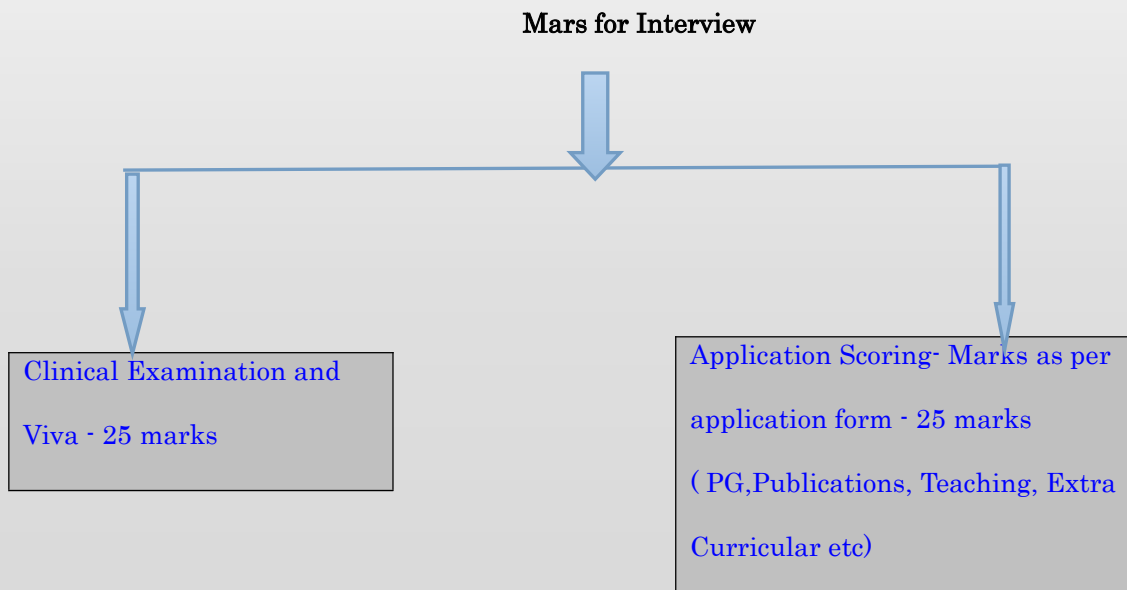 Mars for Interview
Clinical Examination and
Viva - 25 marks
Application Scoring- Marks as per
application form - 25 marks
( PG,Publications, Teaching, Extra
Curricular etc)